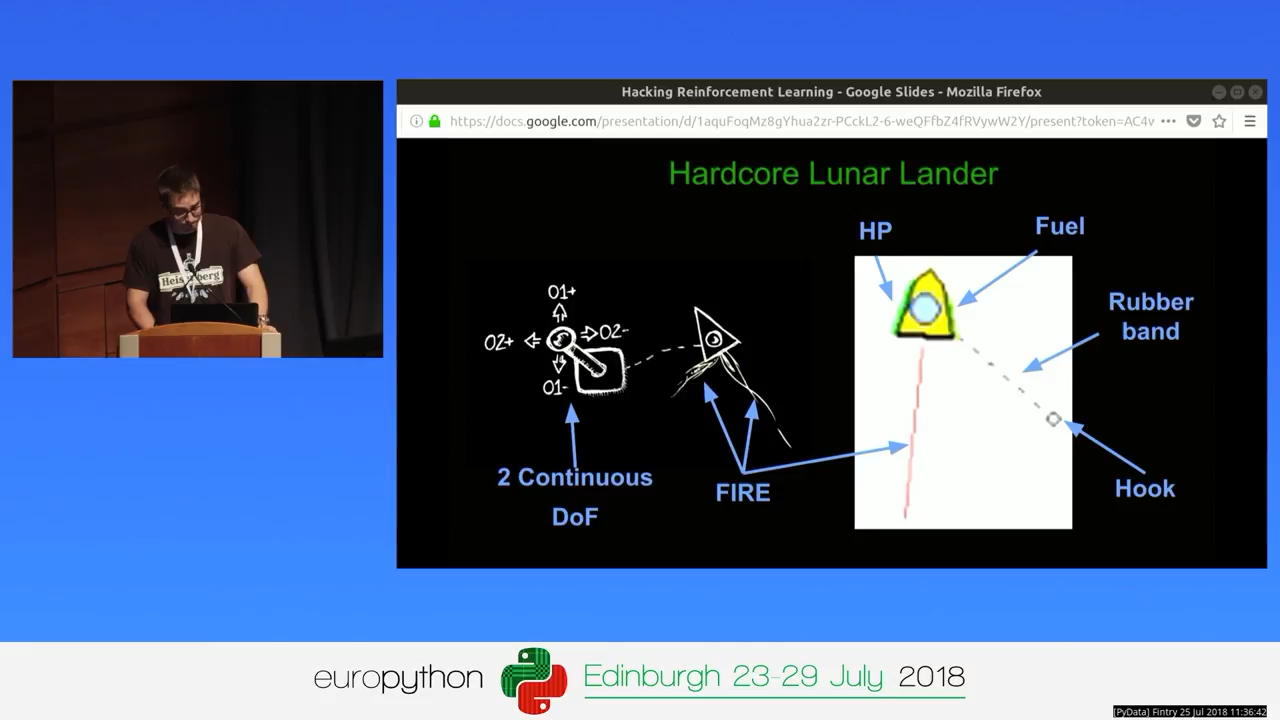 Hacking Reinforcement Learning - Google Slides - Mozilla Firefox
https://docs.google.com/presentation/d/1aquFoqMz8gYhua2zr-PCckL2-6-weQFfbZ4fRVywW2Y/present?token=AC4v
Hardcore Lunar Lander
HP
Fuel
Rubber
band
Hook
O1+
O2+
O2-
O1-
2 Continuous
DoF
FIRE
Heisenberg
europython
Edinburgh 23-29 July 2018
[PyData] Fintry 25 Jul 2018 11:36:42